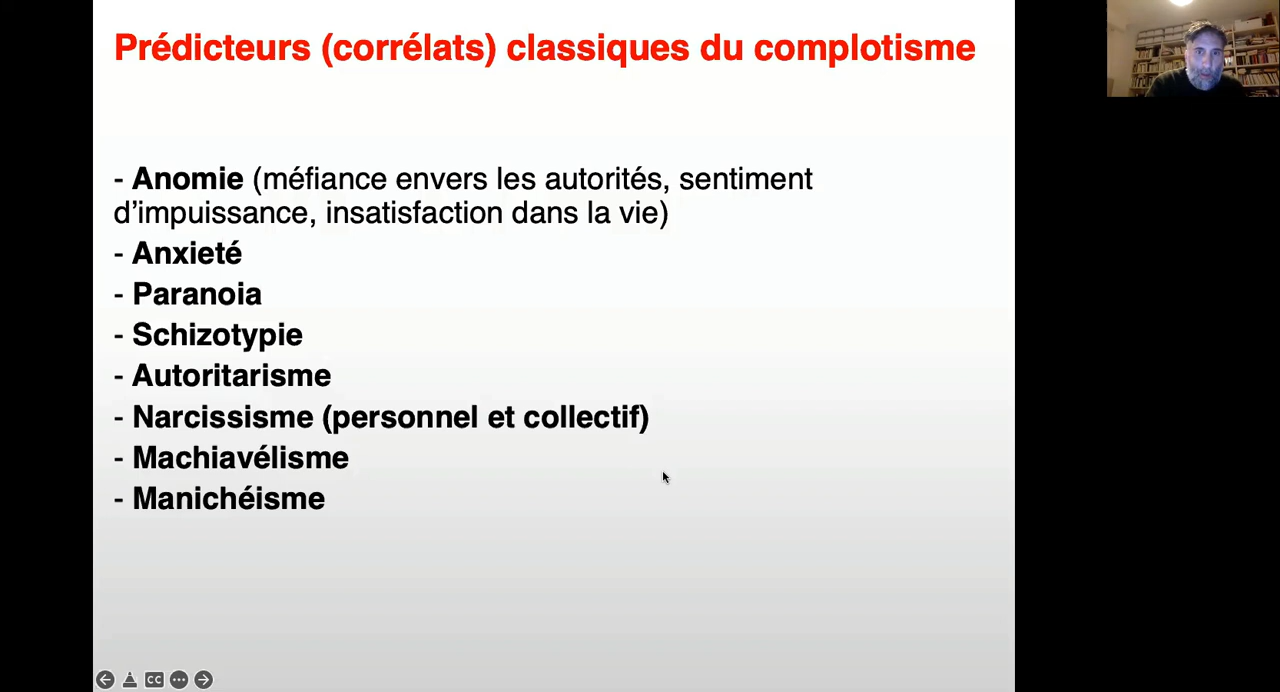 Prédicteurs (corrélats) classiques du complotisme
- Anomie (méfiance envers les autorités, sentiment
d’impuissance, insatisfaction dans la vie)
- Anxieté
- Paranoia
- Schizotypie
- Autoritarisme
- Narcissisme (personnel et collectif)
- Machiavélisme
- Manichéisme
CC